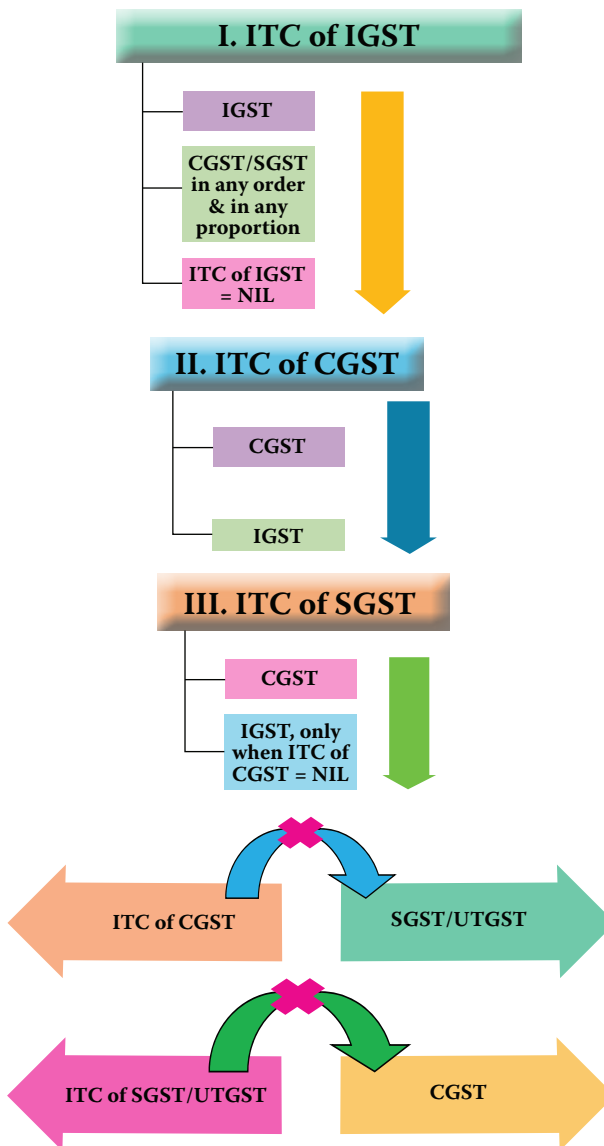 I. ITC of IGST
IGST
CGST/SGST
in any order
& in any
proportion
ITC of IGST
= NIL
II. ITC of CGST
CGST
IGST
III. ITC of SGST
CGST
IGST, only
when ITC of
CGST = NIL
ITC of CGST
SGST/UTGST
ITC of SGST/UTGST
CGST